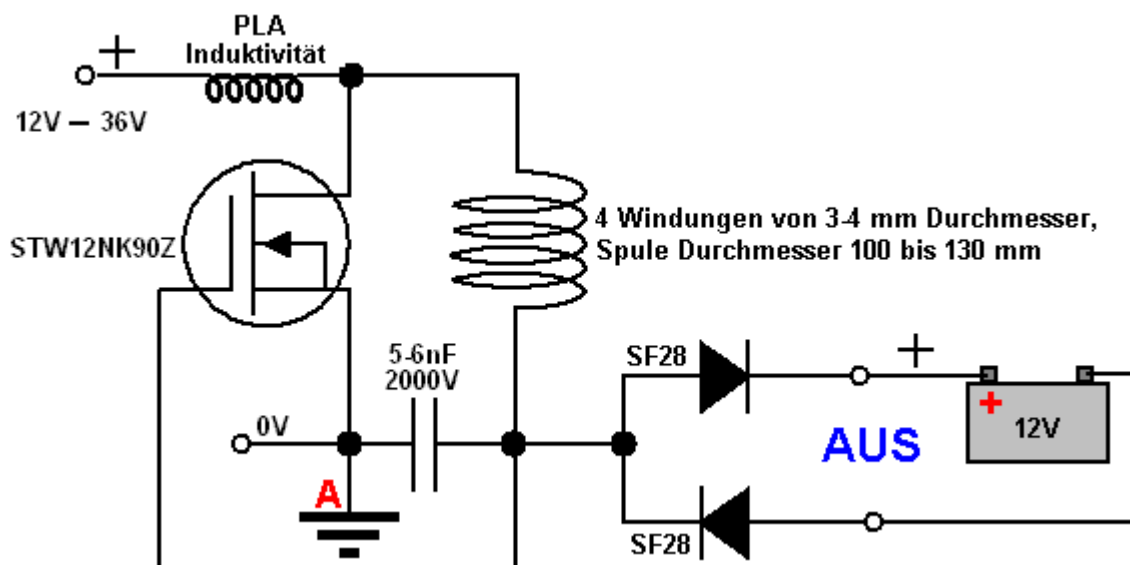 PLA
Induktivität
+
12V – 36V
STW12NK90Z
4 Windungen von 3-4 mm Durchmesser,
Spule Durchmesser 100 bis 130 mm
5-6nF
2000V
SF28
+
+
12V
0V
AUS
A
SF28